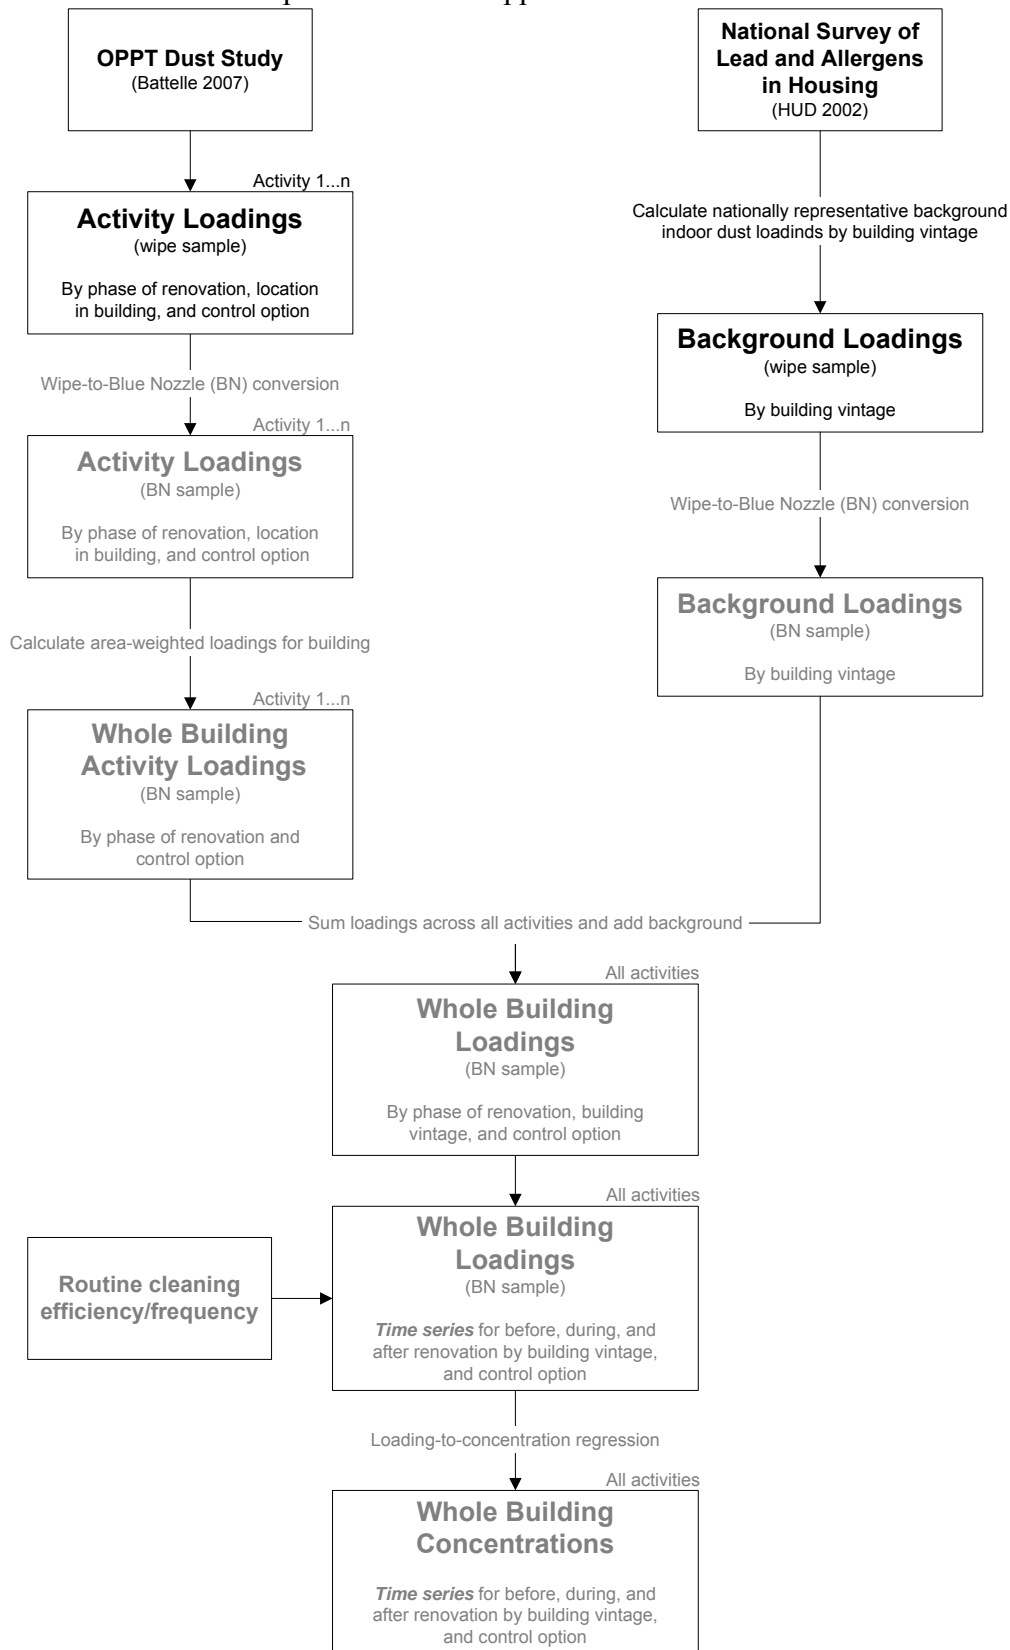 OPPT Dust Study
(Battelle 2007)
National Survey of
Lead and Allergens
in Housing
(HUD 2002)
Activity 1...n
Activity Loadings
(wipe sample)
By phase of renovation, location
in building, and control option
Calculate nationally representative background
indoor dust loadinds by building vintage
Background Loadings
(wipe sample)
By building vintage
Wipe-to-Blue Nozzle (BN) conversion
Activity 1...n
Activity Loadings
(BN sample)
By phase of renovation, location
in building, and control option
Wipe-to-Blue Nozzle (BN) conversion
Background Loadings
(BN sample)
By building vintage
Calculate area-weighted loadings for building
Activity 1...n
Whole Building
Activity Loadings
(BN sample)
By phase of renovation and
control option
Sum loadings across all activities and add background
All activities
Whole Building
Loadings
(BN sample)
By phase of renovation, building
vintage, and control option
All activities
Whole Building
Loadings
(BN sample)
Time series for before, during, and
after renovation by building vintage,
and control option
Routine cleaning
efficiency/frequency
Loading-to-concentration regression
All activities
Whole Building
Concentrations
Time series for before, during, and
after renovation by building vintage,
and control option